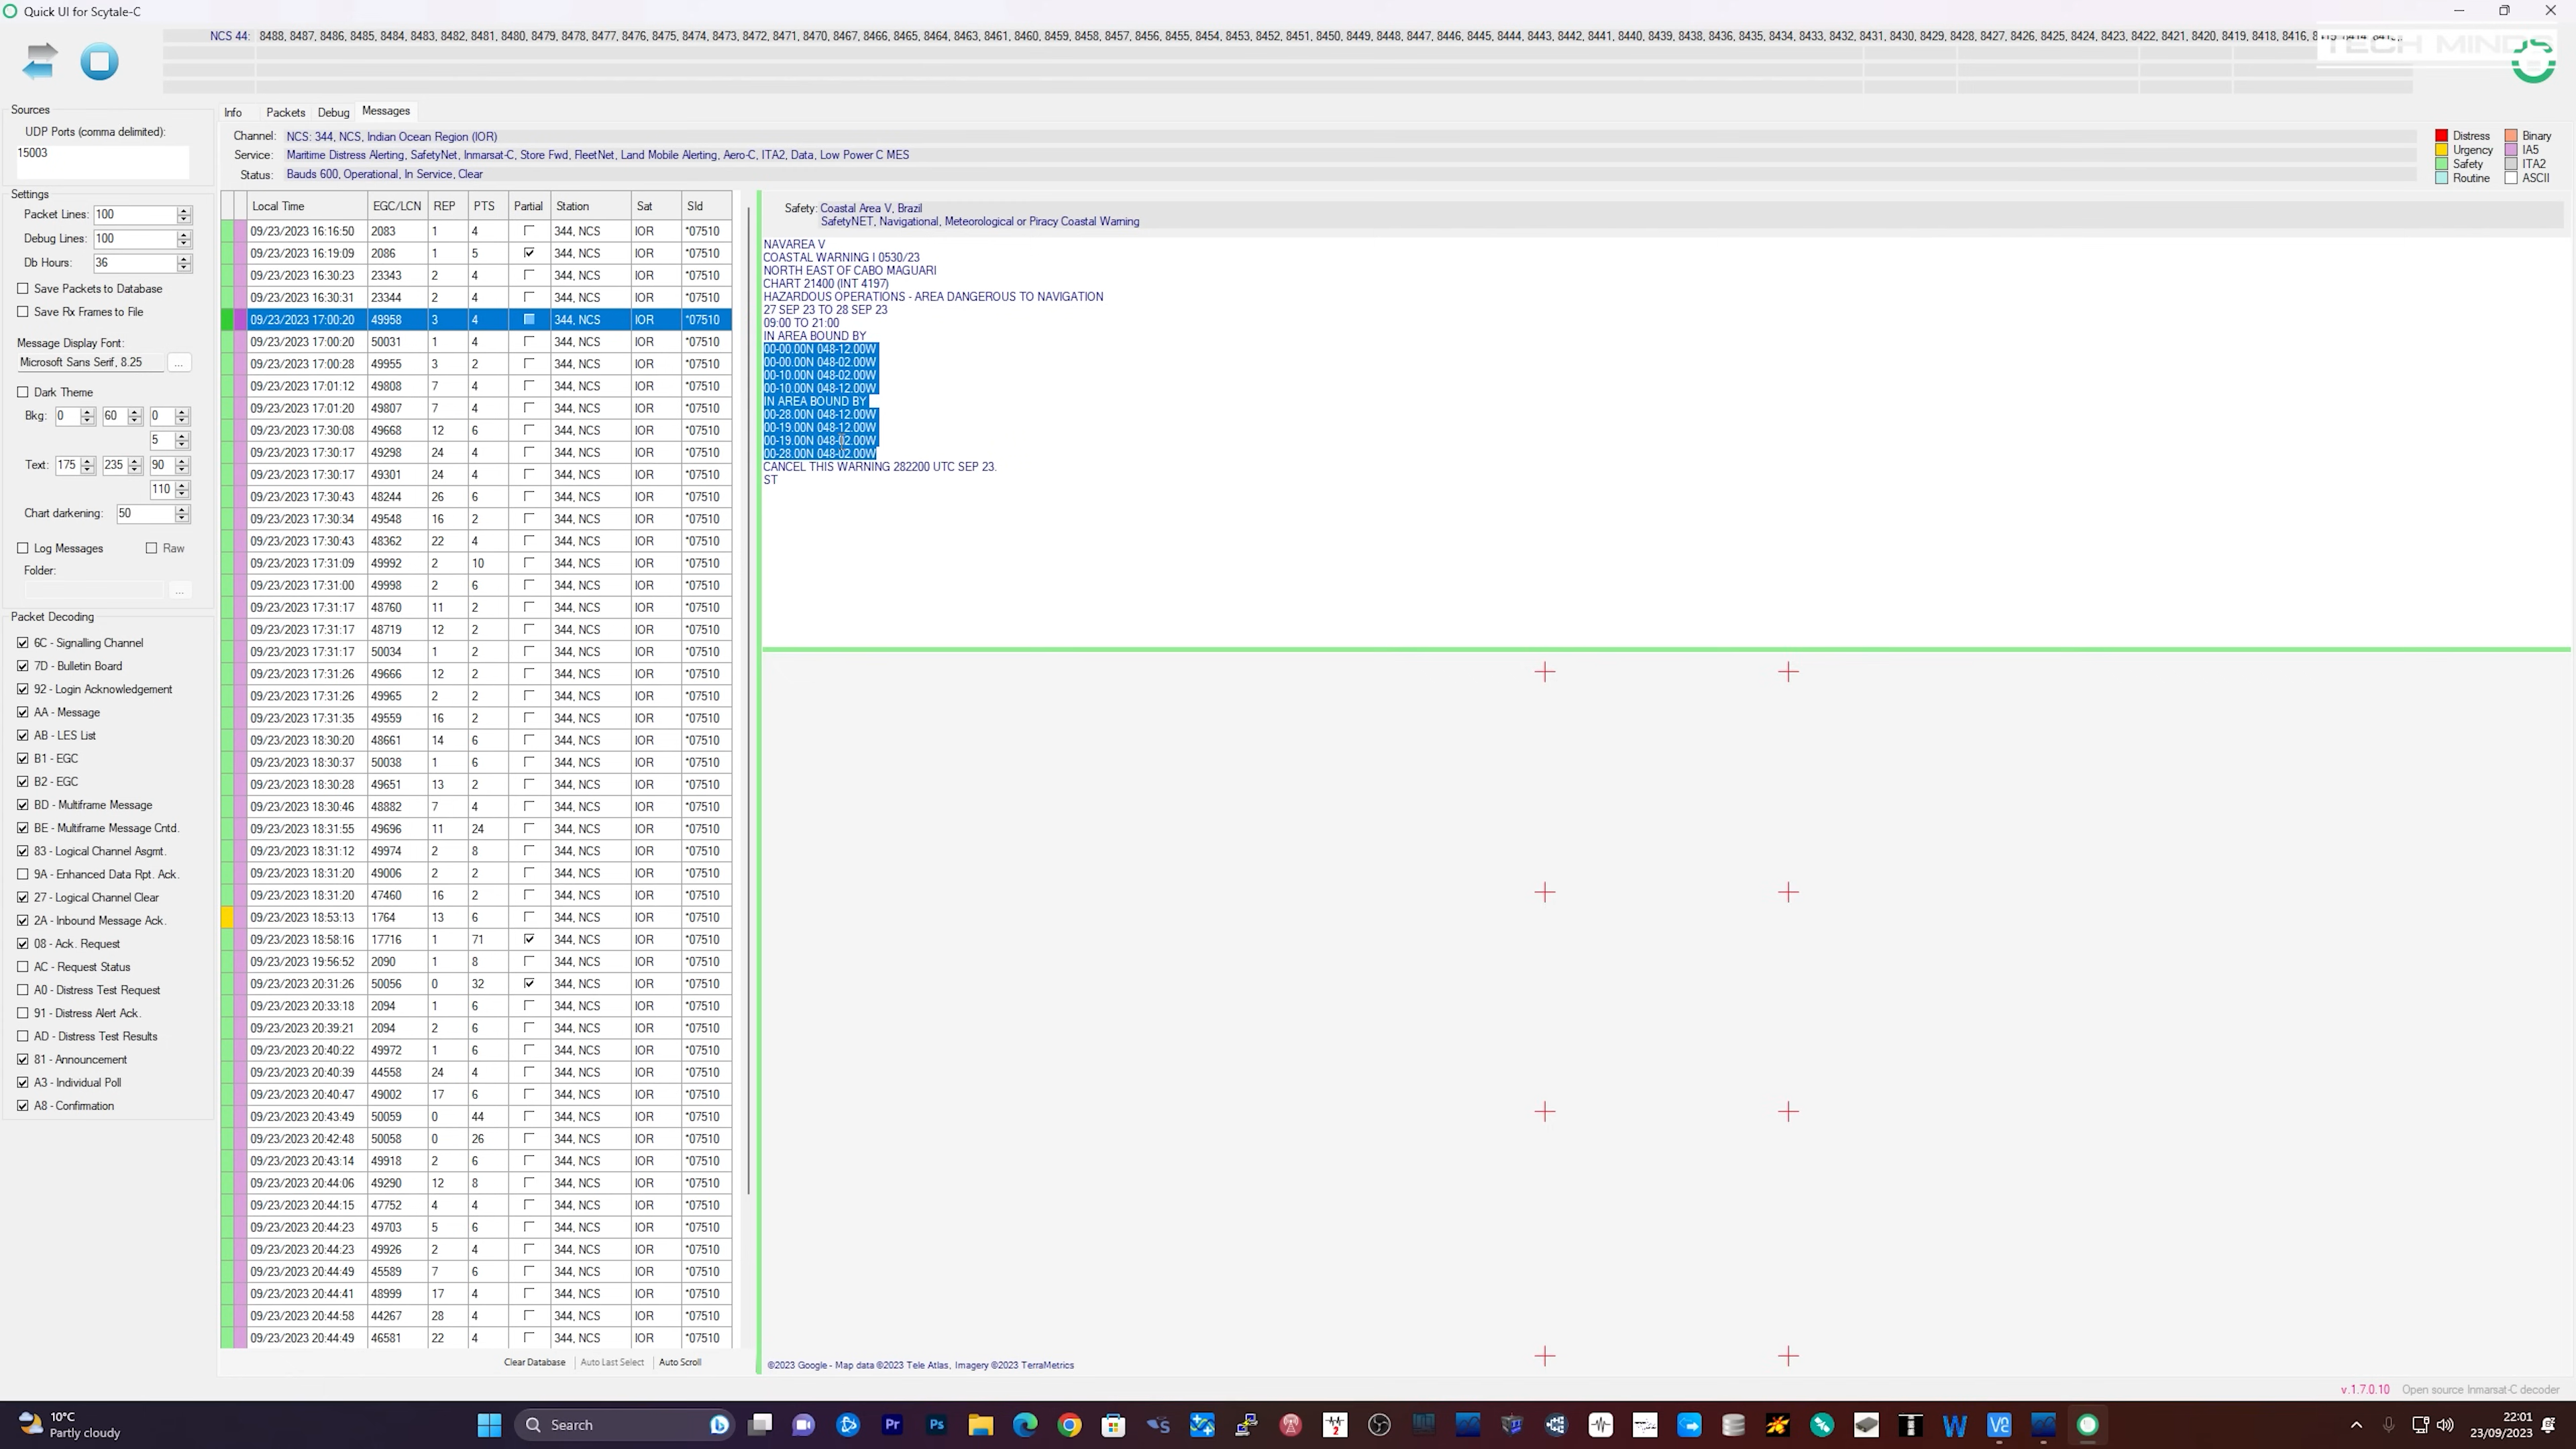 Quick UI for Scytale-C
NCS 44: 8488, 8487, 8486, 8485, 8484, 8483, 8482, 8481, 8480, 8479, 8478, 8477, 8476, 8475, 8474, 8473, 8472, 8471, 8470, 8467, 8466, 8465, 8464, 8463, 8461, 8460, 8459, 8458, 8457, 8456, 8455, 8454, 8453, 8452, 8451, 8450, 8449, 8448, 8447, 8446, 8445, 8444, 8443, 8442, 8441, 8440, 8439, 8438, 8436, 8435, 8434, 8433, 8432, 8431, 8430, 8429, 8428, 8427, 8426, 8425, 8424, 8423, 8422, 8421, 8420, 8419, 8418, 8416,
TECH MINDS
Sources
UDP Ports (comma delimited):
15003
Settings
Packet Lines: 100
Debug Lines: 100
Db Hours: 36
Save Packets to Database
Save Rx Frames to File
Message Display Font:
Microsoft Sans Serif, 8.25 ...
Dark Theme
Bkg: 0 60 0
5
Text: 175 235 90
110
Chart darkening: 50
Log Messages Raw
Folder:
...
Packet Decoding
6C - Signalling Channel
7D - Bulletin Board
92 - Login Acknowledgement
AA - Message
AB - LES List
B1 - EGC
B2 - EGC
BD - Multiframe Message
BE - Multiframe Message Cntd.
83 - Logical Channel Asgmt.
9A - Enhanced Data Rpt. Ack.
27 - Logical Channel Clear
2A - Inbound Message Ack.
08 - Ack. Request
AC - Request Status
A0 - Distress Test Request
91 - Distress Alert Ack.
AD - Distress Test Results
81 - Announcement
A3 - Individual Poll
A8 - Confirmation
Info Packets Debug Messages
Channel: NCS: 344, NCS, Indian Ocean Region (IOR)
Service: Maritime Distress Alerting, SafetyNet, Inmarsat-C, Store Fwd, FleetNet, Land Mobile Alerting, Aero-C, ITA2, Data, Low Power C MES
Status: Bauds 600, Operational, In Service, Clear
Distress Binary
Urgency IA5
Safety ITA2
Routine ASCII
Local Time EGC/LCN REP PTS Partial Station Sat SId
09/23/2023 16:16:50 2083 1 4 344, NCS IOR *07510
09/23/2023 16:19:09 2086 1 5 344, NCS IOR *07510
09/23/2023 16:30:23 23343 2 4 344, NCS IOR *07510
09/23/2023 16:30:31 23344 2 4 344, NCS IOR *07510
09/23/2023 17:00:20 49958 3 4 344, NCS IOR *07510
09/23/2023 17:00:20 50031 1 4 344, NCS IOR *07510
09/23/2023 17:00:28 49955 3 2 344, NCS IOR *07510
09/23/2023 17:01:12 49808 7 4 344, NCS IOR *07510
09/23/2023 17:01:20 49807 7 4 344, NCS IOR *07510
09/23/2023 17:30:08 49668 12 6 344, NCS IOR *07510
09/23/2023 17:30:17 49298 24 4 344, NCS IOR *07510
09/23/2023 17:30:17 49301 24 4 344, NCS IOR *07510
09/23/2023 17:30:43 48244 26 6 344, NCS IOR *07510
09/23/2023 17:30:34 49548 16 2 344, NCS IOR *07510
09/23/2023 17:30:43 48362 22 4 344, NCS IOR *07510
09/23/2023 17:31:09 49992 2 10 344, NCS IOR *07510
09/23/2023 17:31:00 49998 2 6 344, NCS IOR *07510
09/23/2023 17:31:17 48760 11 2 344, NCS IOR *07510
09/23/2023 17:31:17 48719 12 2 344, NCS IOR *07510
09/23/2023 17:31:17 50034 1 2 344, NCS IOR *07510
09/23/2023 17:31:26 49666 12 2 344, NCS IOR *07510
09/23/2023 17:31:26 49965 2 2 344, NCS IOR *07510
09/23/2023 17:31:35 49559 16 2 344, NCS IOR *07510
09/23/2023 18:30:20 48661 14 6 344, NCS IOR *07510
09/23/2023 18:30:37 50038 1 6 344, NCS IOR *07510
09/23/2023 18:30:28 49651 13 2 344, NCS IOR *07510
09/23/2023 18:30:46 48882 7 4 344, NCS IOR *07510
09/23/2023 18:31:55 49696 11 24 344, NCS IOR *07510
09/23/2023 18:31:12 49974 2 8 344, NCS IOR *07510
09/23/2023 18:31:20 49006 2 2 344, NCS IOR *07510
09/23/2023 18:31:20 47460 16 2 344, NCS IOR *07510
09/23/2023 18:53:13 1764 13 6 344, NCS IOR *07510
09/23/2023 18:58:16 17716 1 71 344, NCS IOR *07510
09/23/2023 19:56:52 2090 1 8 344, NCS IOR *07510
09/23/2023 20:31:26 50056 0 32 344, NCS IOR *07510
09/23/2023 20:33:18 2094 1 6 344, NCS IOR *07510
09/23/2023 20:39:21 2094 2 6 344, NCS IOR *07510
09/23/2023 20:40:22 49972 1 6 344, NCS IOR *07510
09/23/2023 20:40:39 44558 24 4 344, NCS IOR *07510
09/23/2023 20:40:47 49002 17 6 344, NCS IOR *07510
09/23/2023 20:43:49 50059 0 44 344, NCS IOR *07510
09/23/2023 20:42:48 50058 0 26 344, NCS IOR *07510
09/23/2023 20:43:14 49918 2 6 344, NCS IOR *07510
09/23/2023 20:44:06 49290 12 8 344, NCS IOR *07510
09/23/2023 20:44:15 47752 4 4 344, NCS IOR *07510
09/23/2023 20:44:23 49703 5 6 344, NCS IOR *07510
09/23/2023 20:44:23 49926 2 4 344, NCS IOR *07510
09/23/2023 20:44:49 45589 7 6 344, NCS IOR *07510
09/23/2023 20:44:41 48999 17 4 344, NCS IOR *07510
09/23/2023 20:44:58 44267 28 4 344, NCS IOR *07510
09/23/2023 20:44:49 46581 22 4 344, NCS IOR *07510
Clear Database Auto Last Select Auto Scroll
Safety: Coastal Area V, Brazil
SafetyNET, Navigational, Meteorological or Piracy Coastal Warning
NAVAREA V
COASTAL WARNING I 0530/23
NORTH EAST OF CABO MAGUARI
CHART 21400 (INT 4197)
HAZARDOUS OPERATIONS - AREA DANGEROUS TO NAVIGATION
27 SEP 23 TO 28 SEP 23
09:00 TO 21:00
IN AREA BOUND BY
00-00.00N 048-12.00W
00-00.00N 048-02.00W
00-10.00N 048-02.00W
00-10.00N 048-12.00W
IN AREA BOUND BY
00-28.00N 048-12.00W
00-19.00N 048-12.00W
00-19.00N 048-02.00W
00-28.00N 048-02.00W
CANCEL THIS WARNING 282200 UTC SEP 23.
ST
©2023 Google - Map data ©2023 Tele Atlas, Imagery ©2023 TerraMetrics
v.1.7.0.10 Open source Inmarsat-C decoder
10°C
Partly cloudy
Search
Pr
Ps
2
W
22:01
23/09/2023